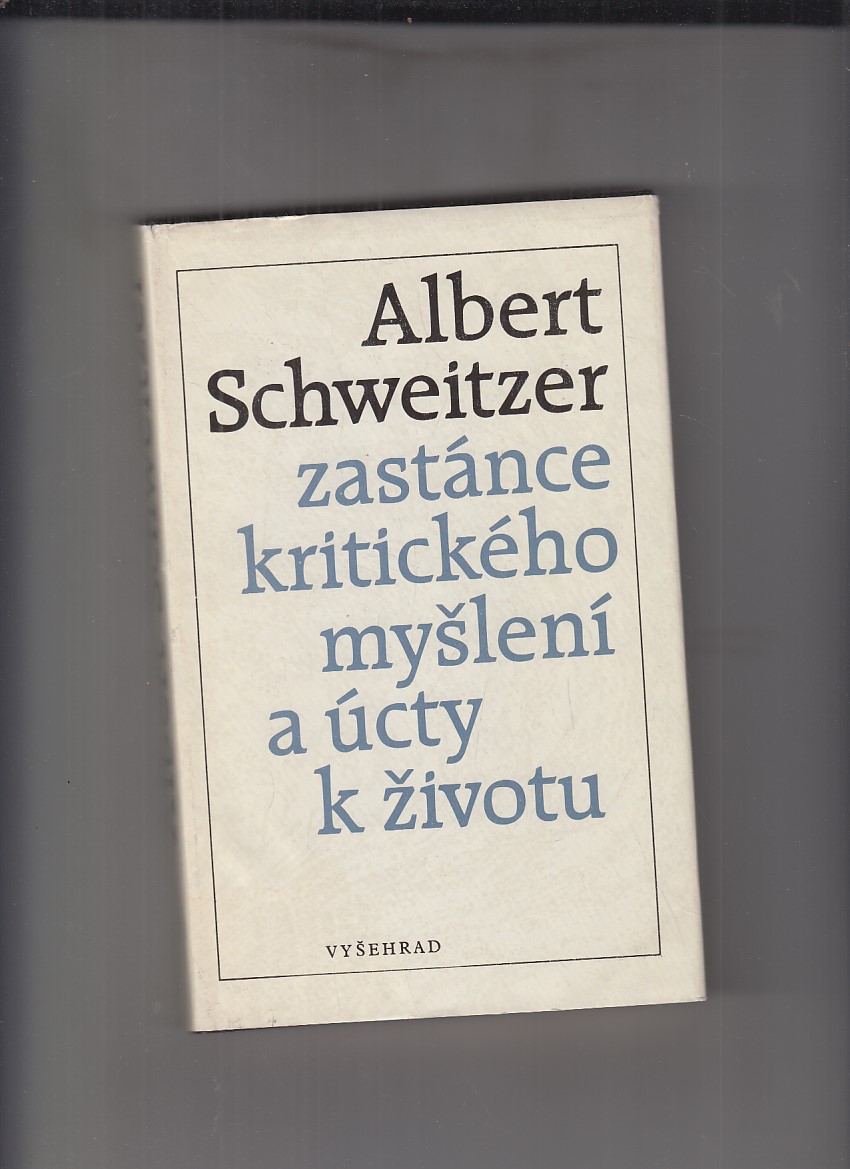 Albert
Schweitzer
zastánce
kritického
myšlení
a úcty
k životu
VYŠEHRAD